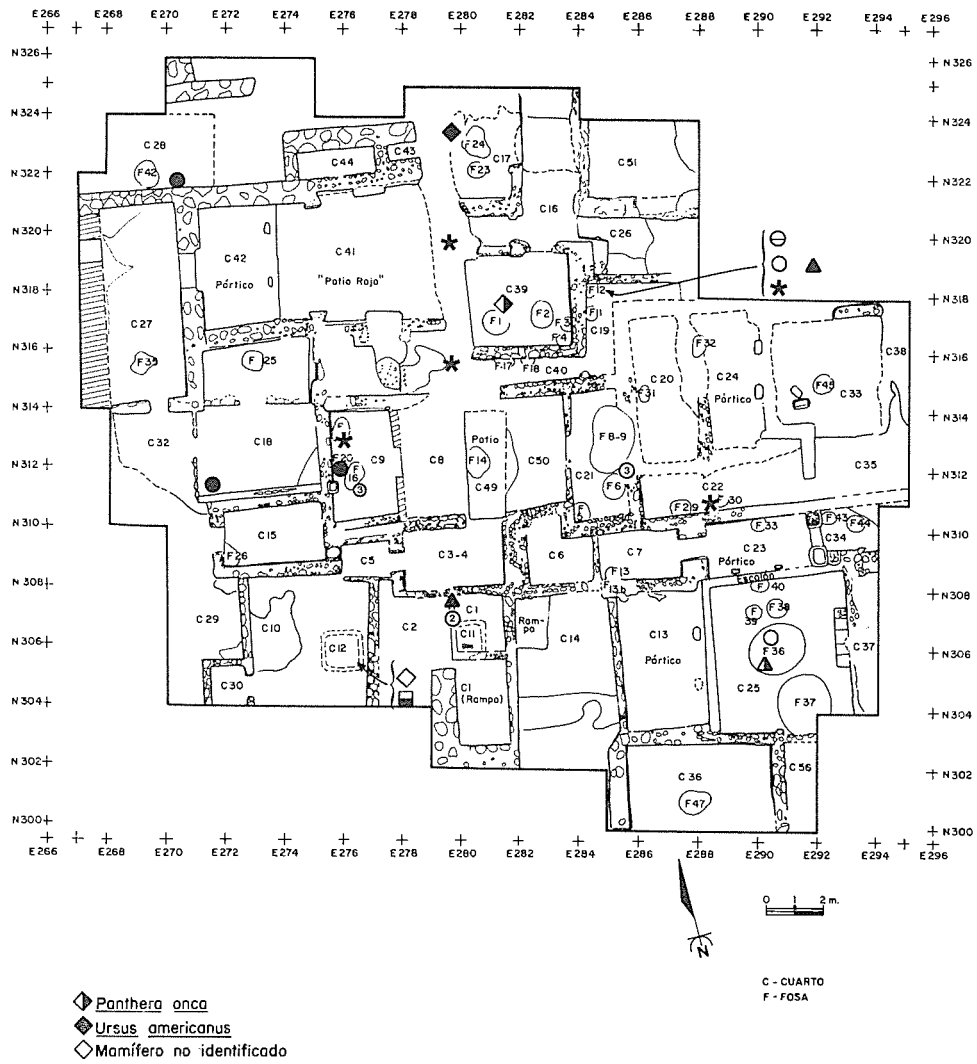 E266 E268 E270 E272 E274 E276 E278 E280 E282 E284 E286 E288 E290 E292 E294 E296
N326 N326
N324 N324
C28 F24 C17 C43 C51
F42 C44 F23
N322 N322
C16
N320 C42 C41 C26 N320
Pórtico "Patio Rojo"
C39 F12
N318 N318
C27 F1 F2 F3 F11 C19
F4 F32
N316 F35 F25 F17 F18 C40 C20 C24 C38 N316
Pórtico F45 C33
F31
N314 N314
C32 C18 F C9 C8 Patio C50 F8-9
N312 F20 F16 F14 C21 3 C35 N312
3 C49 F6 C22
F F29 F30
N310 C15 F33 F43 F44 N310
F26 C5 C3-4 C6 C7 C23 C34
Pórtico
N308 F13 Escalón N308
F13b F40
C29 C10 C2 C1 Rampa C14 C13 F39 F38
2
N306 C12 C11 Pórtico F36 C37 N306
C30 C25
N304 C1 (Rampa) F37 N304
N302 C36 C56 N302
F47
N300 N300
E266 E268 E270 E272 E274 E276 E278 E280 E282 E284 E286 E288 E290 E292 E294 E296
0 1 2 m.
N
C - CUARTO
F - FOSA
Panthera onca
Ursus americanus
Mamífero no identificado